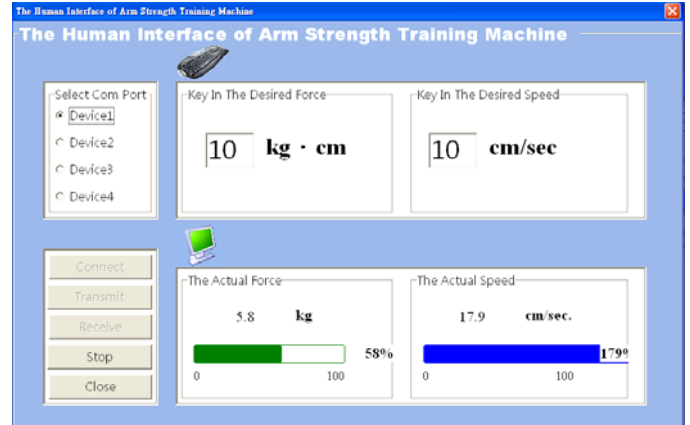 The Human Interface of Arm Strength Training Machine
The Human Interface of Arm Strength Training Machine
Select Com Port
Device1
Device2
Device3
Device4
Key In The Desired Force
10 kg · cm
Key In The Desired Speed
10 cm/sec
Connect
Transmit
Receive
Stop
Close
The Actual Force
5.8 kg
58%
0 100
The Actual Speed
17.9 cm/sec.
179%
0 100